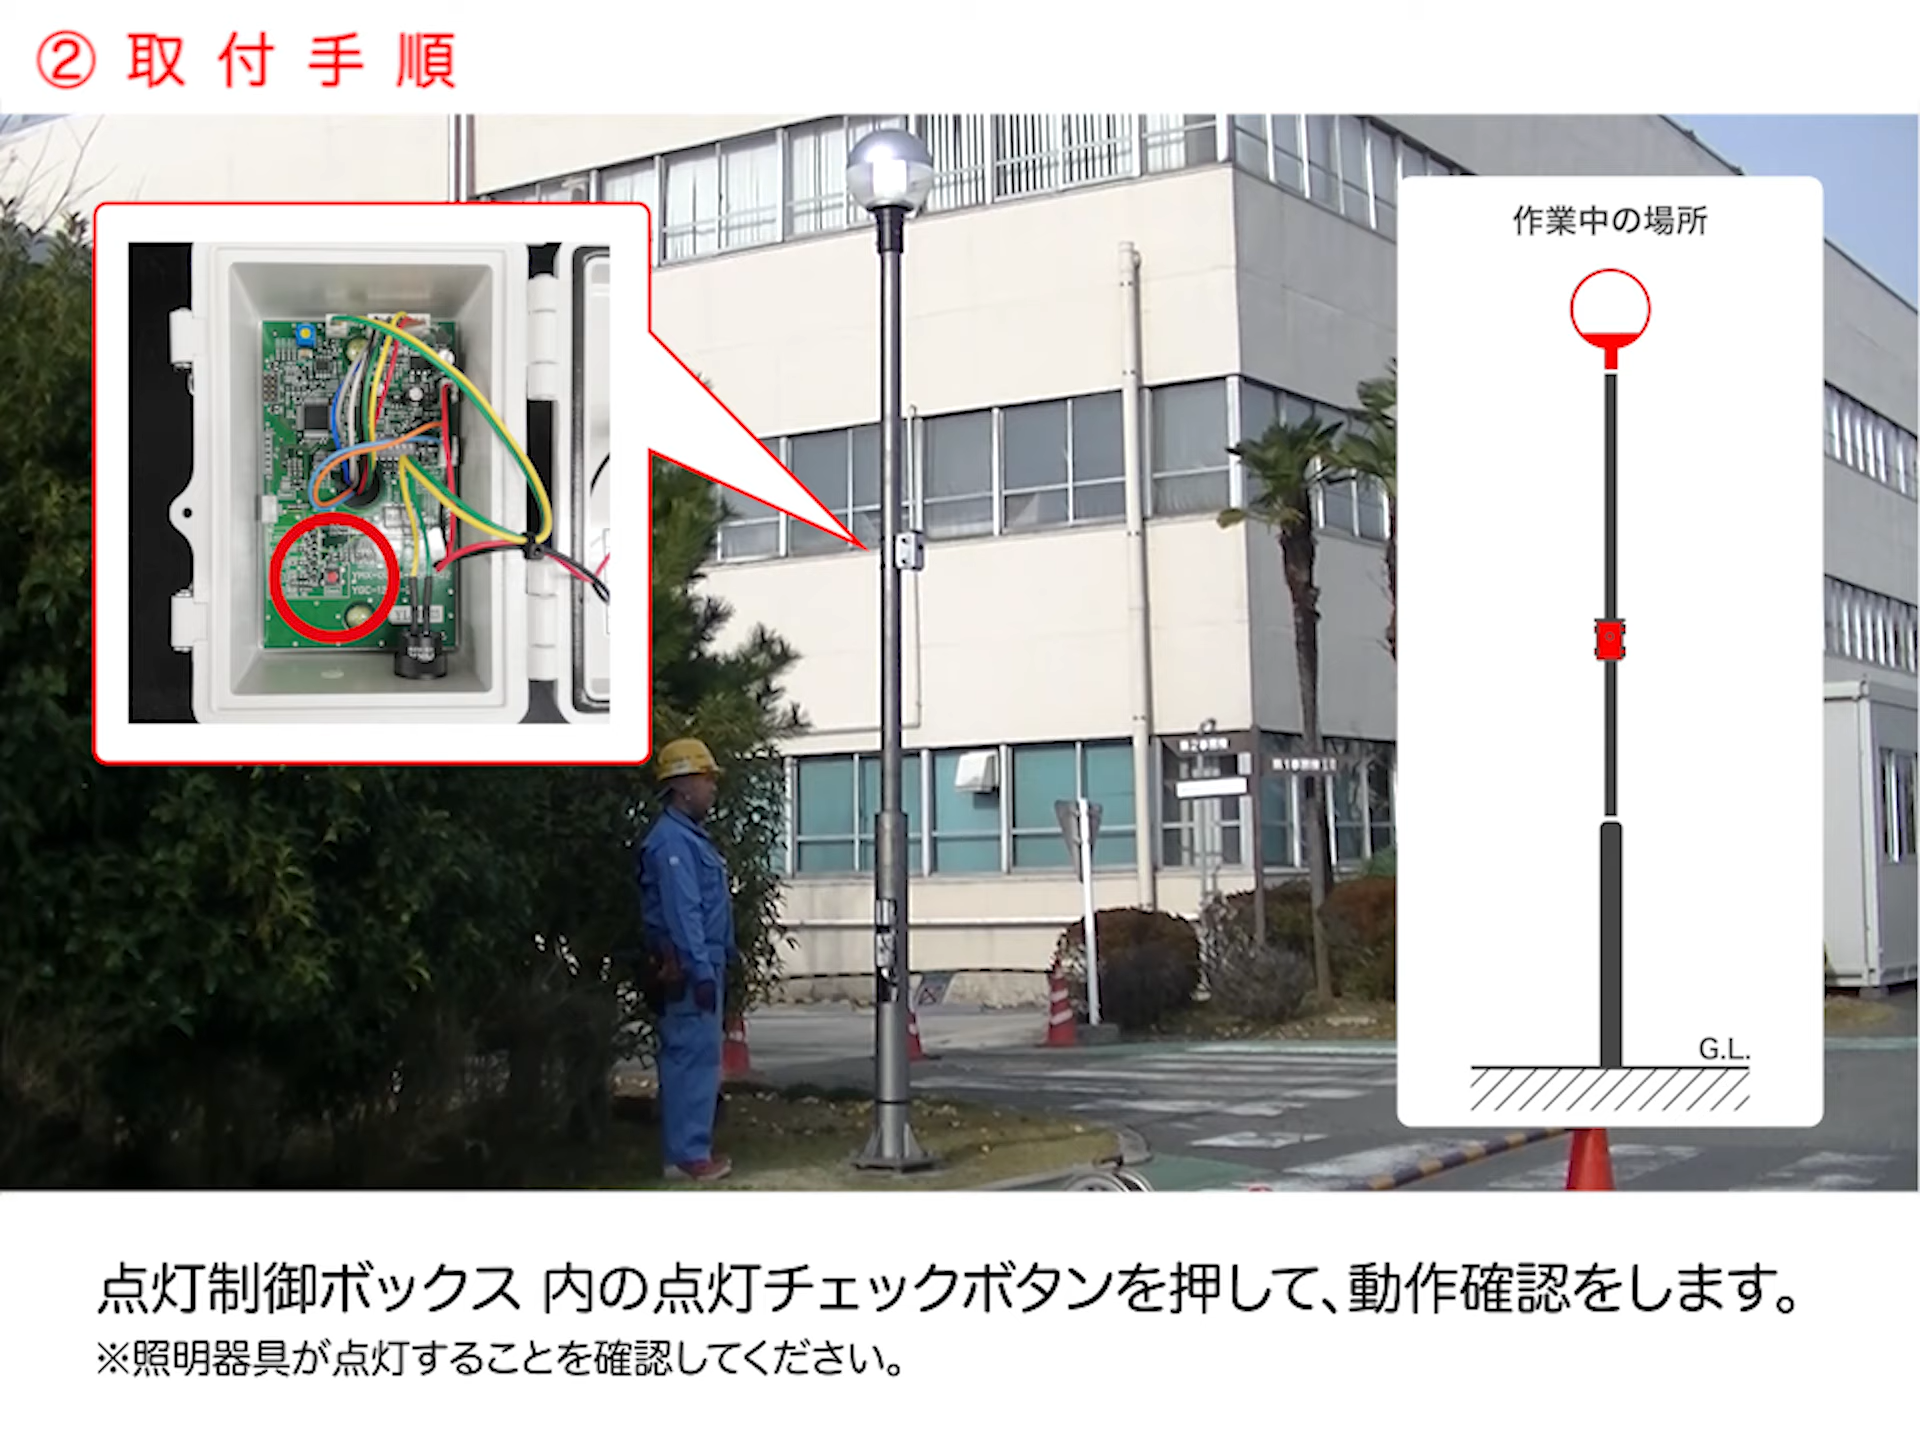 ② 取付手順
作業中の場所
G.L.
点灯制御ボックス 内の点灯チェックボタンを押して、動作確認をします。
※照明器具が点灯することを確認してください。